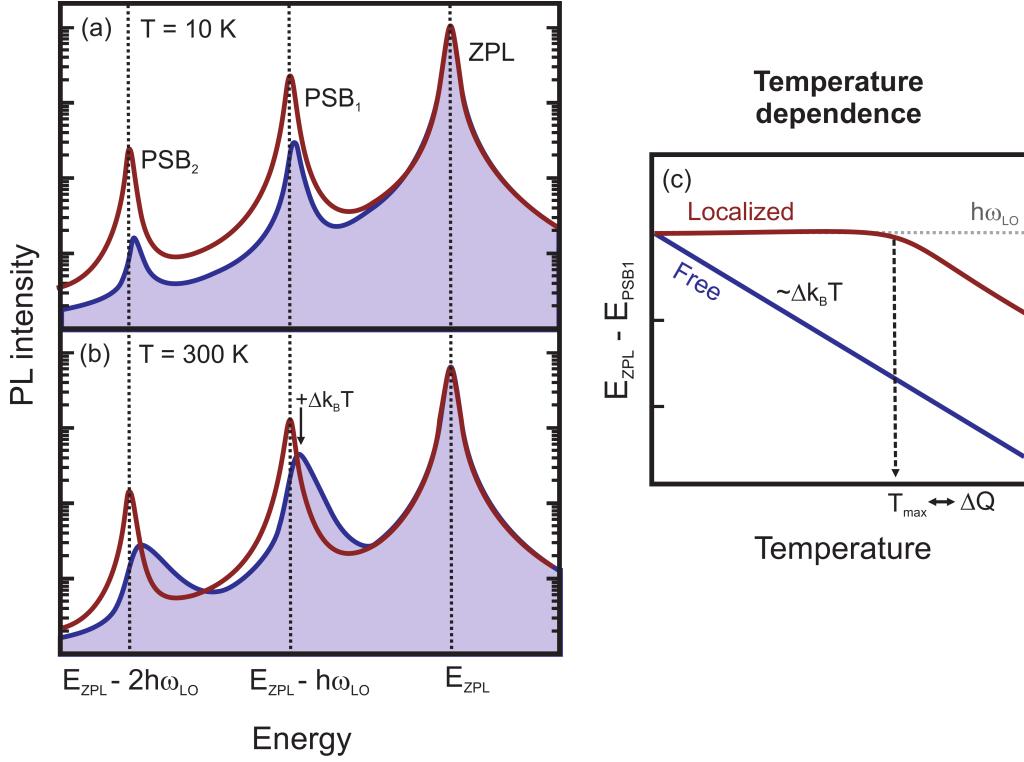 (a) T = 10 K
ZPL
PSB₁
PSB₂
PL intensity
(b) T = 300 K
+Δk_BT
E_ZPL - 2hω_LO
E_ZPL - hω_LO
E_ZPL
Energy
Temperature
dependence
(c)
Localized
hω_LO
Free
~Δk_BT
E_ZPL - E_PSB1
T_max ↔ ΔQ
Temperature